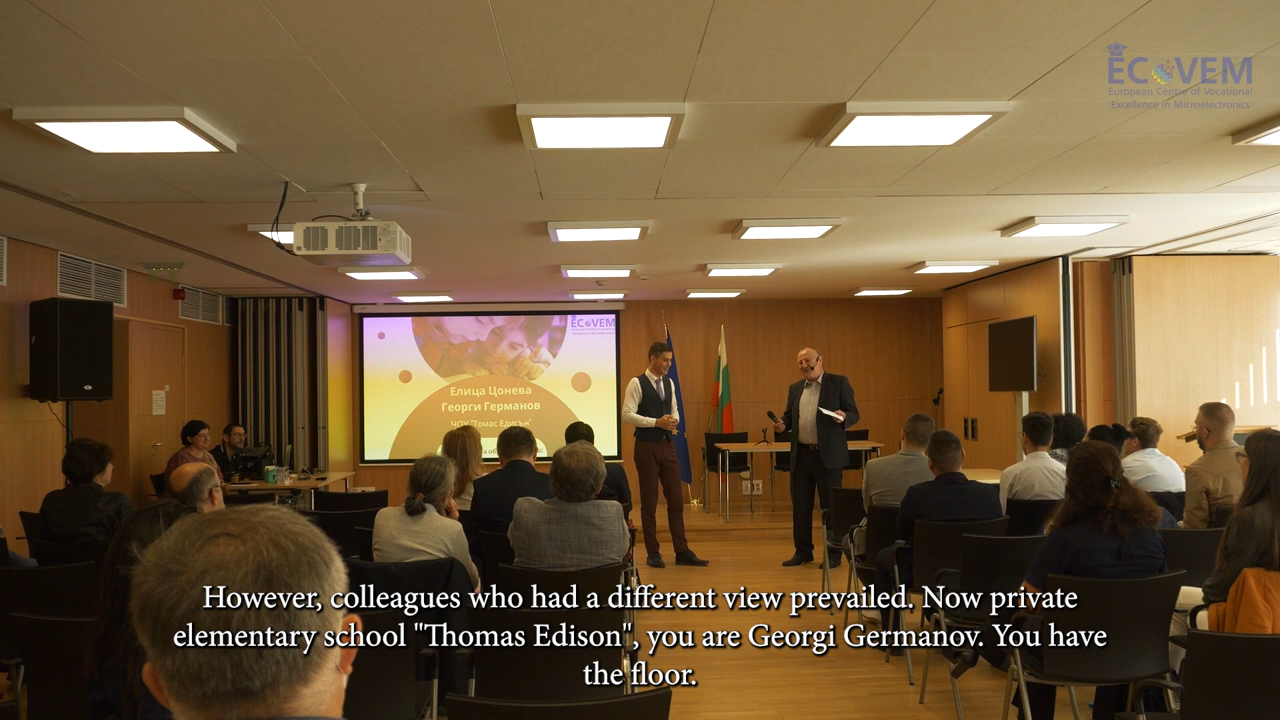 ECOVEM
European Centre of Vocational
Excellence in Microelectronics
ECOVEM
Елица Цонева
Георги Германов
ЧОУ "Томас Едисън"
However, colleagues who had a different view prevailed. Now private
elementary school "Thomas Edison", you are Georgi Germanov. You have
the floor.